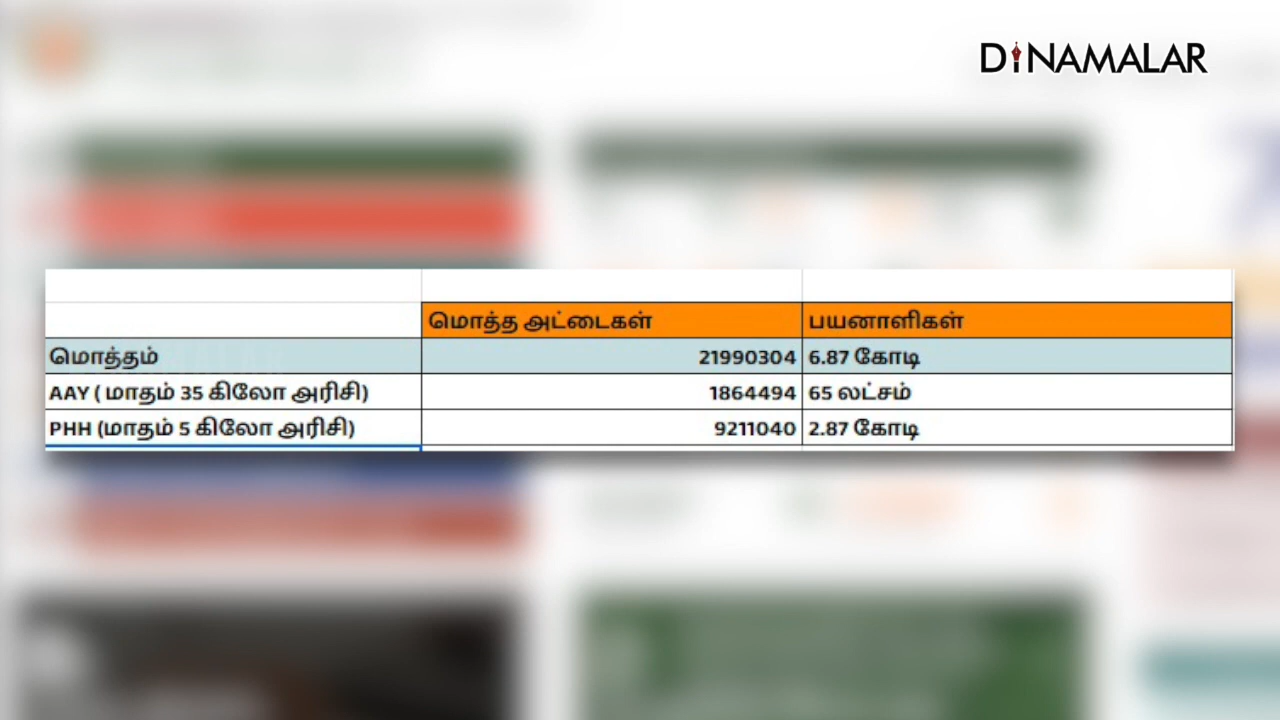 DINAMALAR
மொத்த அட்டைகள் பயனாளிகள்
மொத்தம் 21990304 6.87 கோடி
AAY ( மாதம் 35 கிலோ அரிசி) 1864494 65 லட்சம்
PHH (மாதம் 5 கிலோ அரிசி) 9211040 2.87 கோடி